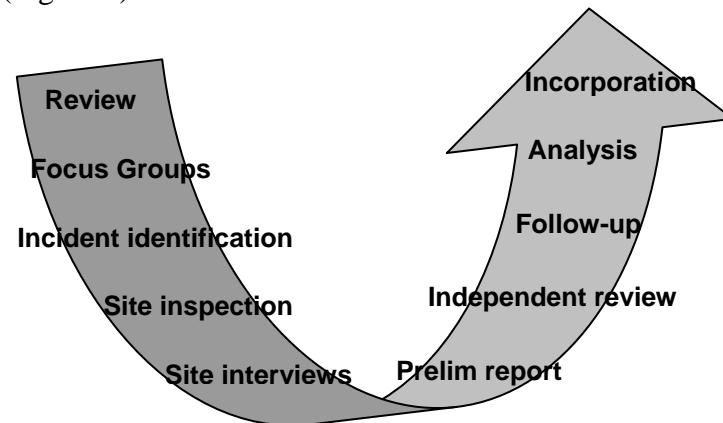 Review
Focus Groups
Incident identification
Site inspection
Site interviews
Prelim report
Independent review
Follow-up
Analysis
Incorporation